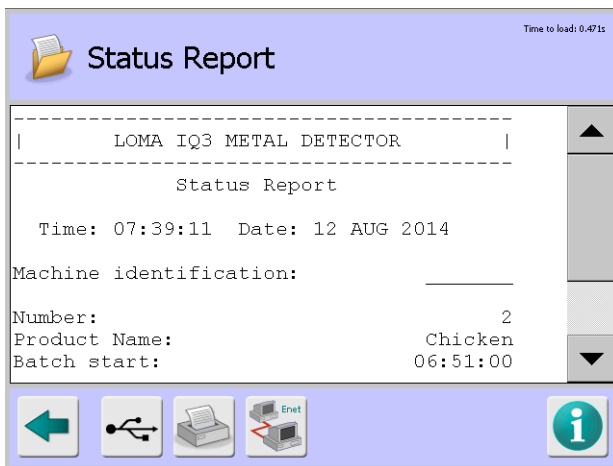 Time to load: 0.471s
Status Report
----------------------------------------
| LOMA IQ3 METAL DETECTOR |
----------------------------------------
Status Report
Time: 07:39:11 Date: 12 AUG 2014
Machine identification: _______
Number: 2
Product Name: Chicken
Batch start: 06:51:00
Enet
i